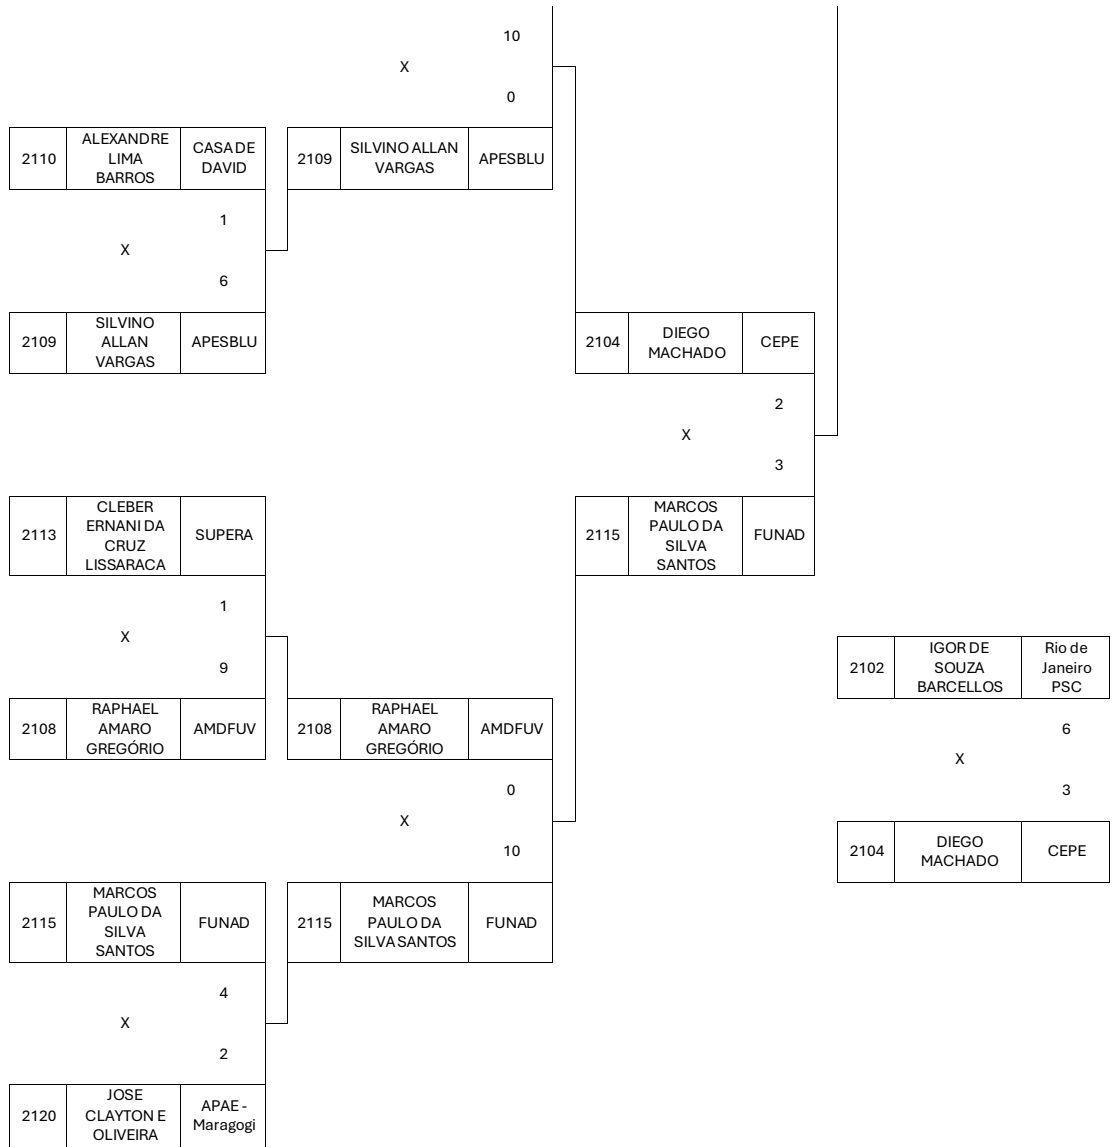 10
X
0
2110
ALEXANDRE
LIMA
BARROS
CASA DE
DAVID
2109
SILVINO ALLAN
VARGAS
APESBLU
1
X
6
2109
SILVINO
ALLAN
VARGAS
APESBLU
2104
DIEGO
MACHADO
CEPE
2
X
3
2113
CLEBER
ERNANI DA
CRUZ
LISSARACA
SUPERA
2115
MARCOS
PAULO DA
SILVA
SANTOS
FUNAD
1
X
9
2102
IGOR DE
SOUZA
BARCELLOS
Rio de
Janeiro
PSC
2108
RAPHAEL
AMARO
GREGÓRIO
AMDFUV
2108
RAPHAEL
AMARO
GREGÓRIO
AMDFUV
6
X
3
0
X
10
2104
DIEGO
MACHADO
CEPE
2115
MARCOS
PAULO DA
SILVA
SANTOS
FUNAD
2115
MARCOS
PAULO DA
SILVA SANTOS
FUNAD
4
X
2
2120
JOSE
CLAYTON E
OLIVEIRA
APAE -
Maragogi